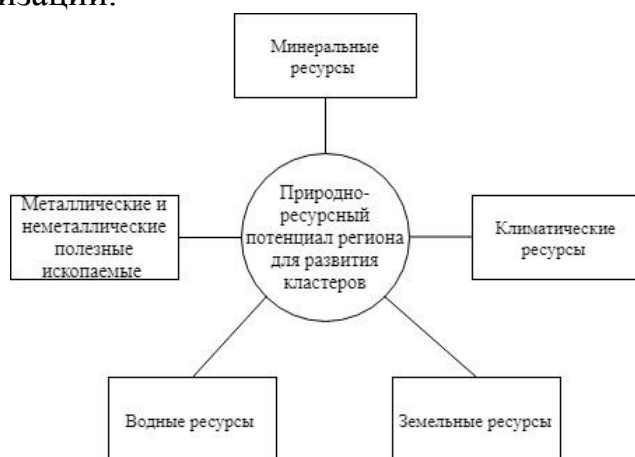 Минеральные
ресурсы
Природно-
ресурсный
потенциал региона
для развития
кластеров
Металлические и
неметаллические
полезные
ископаемые
Климатические
ресурсы
Водные ресурсы
Земельные ресурсы